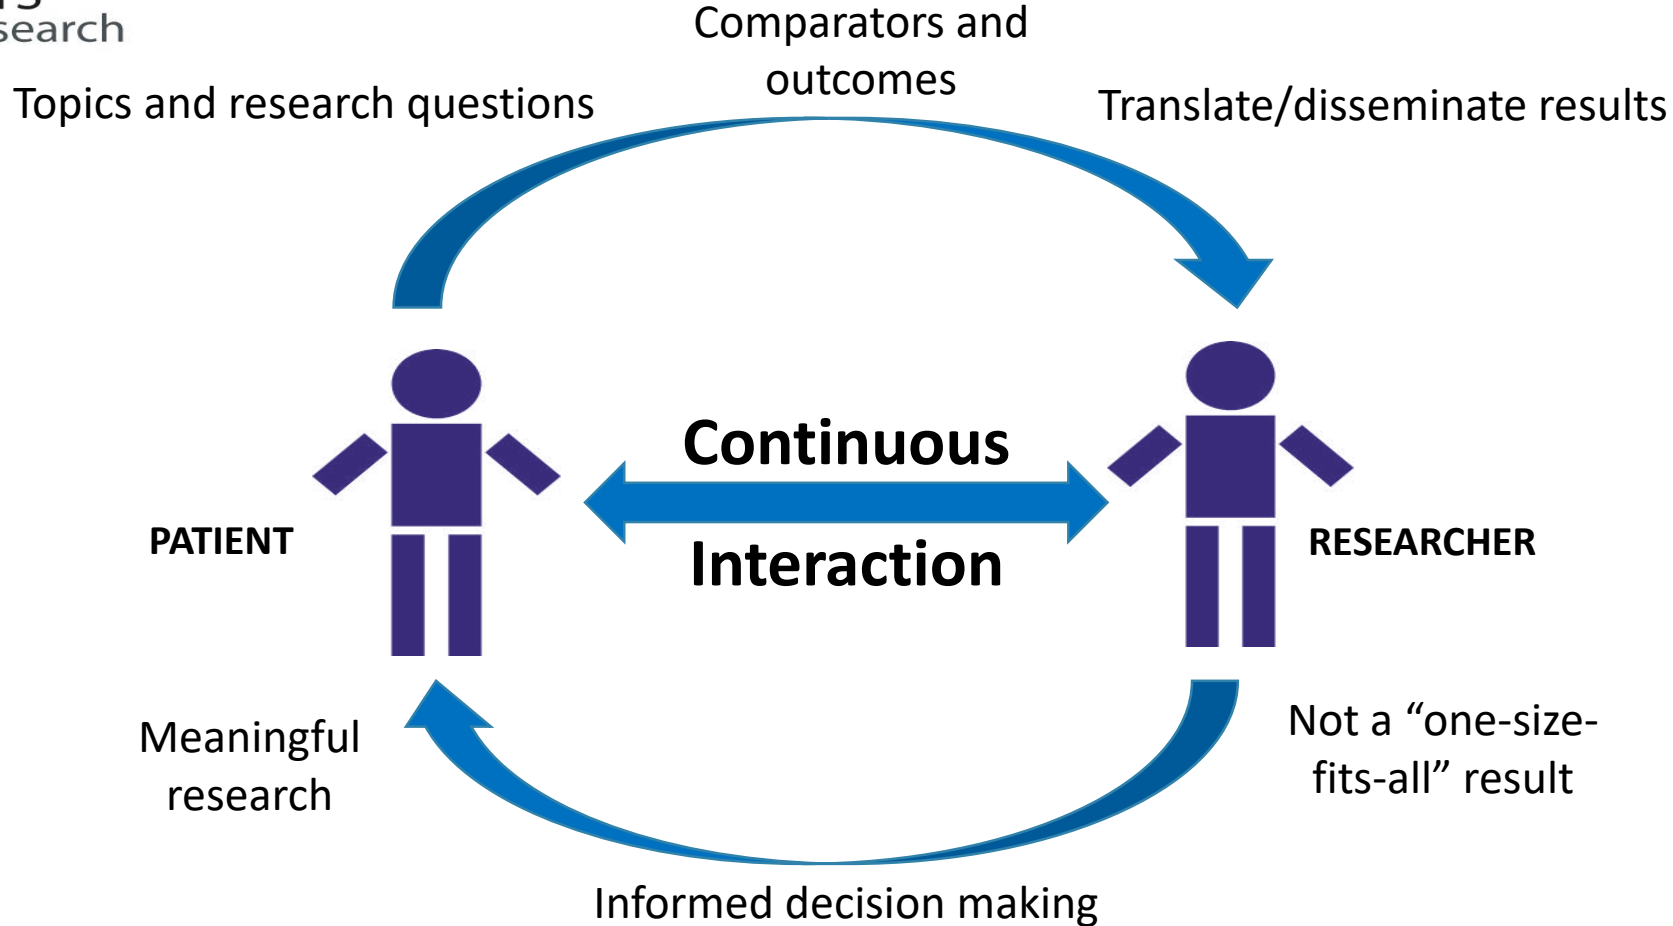 search
Comparators and
outcomes
Topics and research questions
Translate/disseminate results
Continuous
PATIENT
RESEARCHER
Interaction
Meaningful
research
Not a “one-size-
fits-all” result
Informed decision making